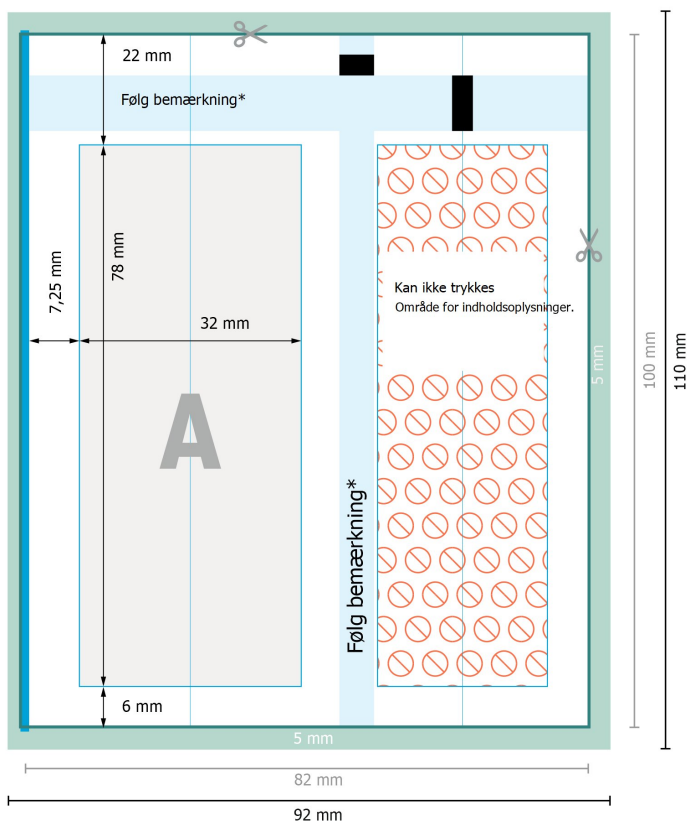 22 mm
Følg bemærkning*
78 mm
7,25 mm
32 mm
A
Kan ikke trykkes
Område for indholdsoplysninger.
5 mm
100 mm
110 mm
Følg bemærkning*
6 mm
5 mm
82 mm
92 mm